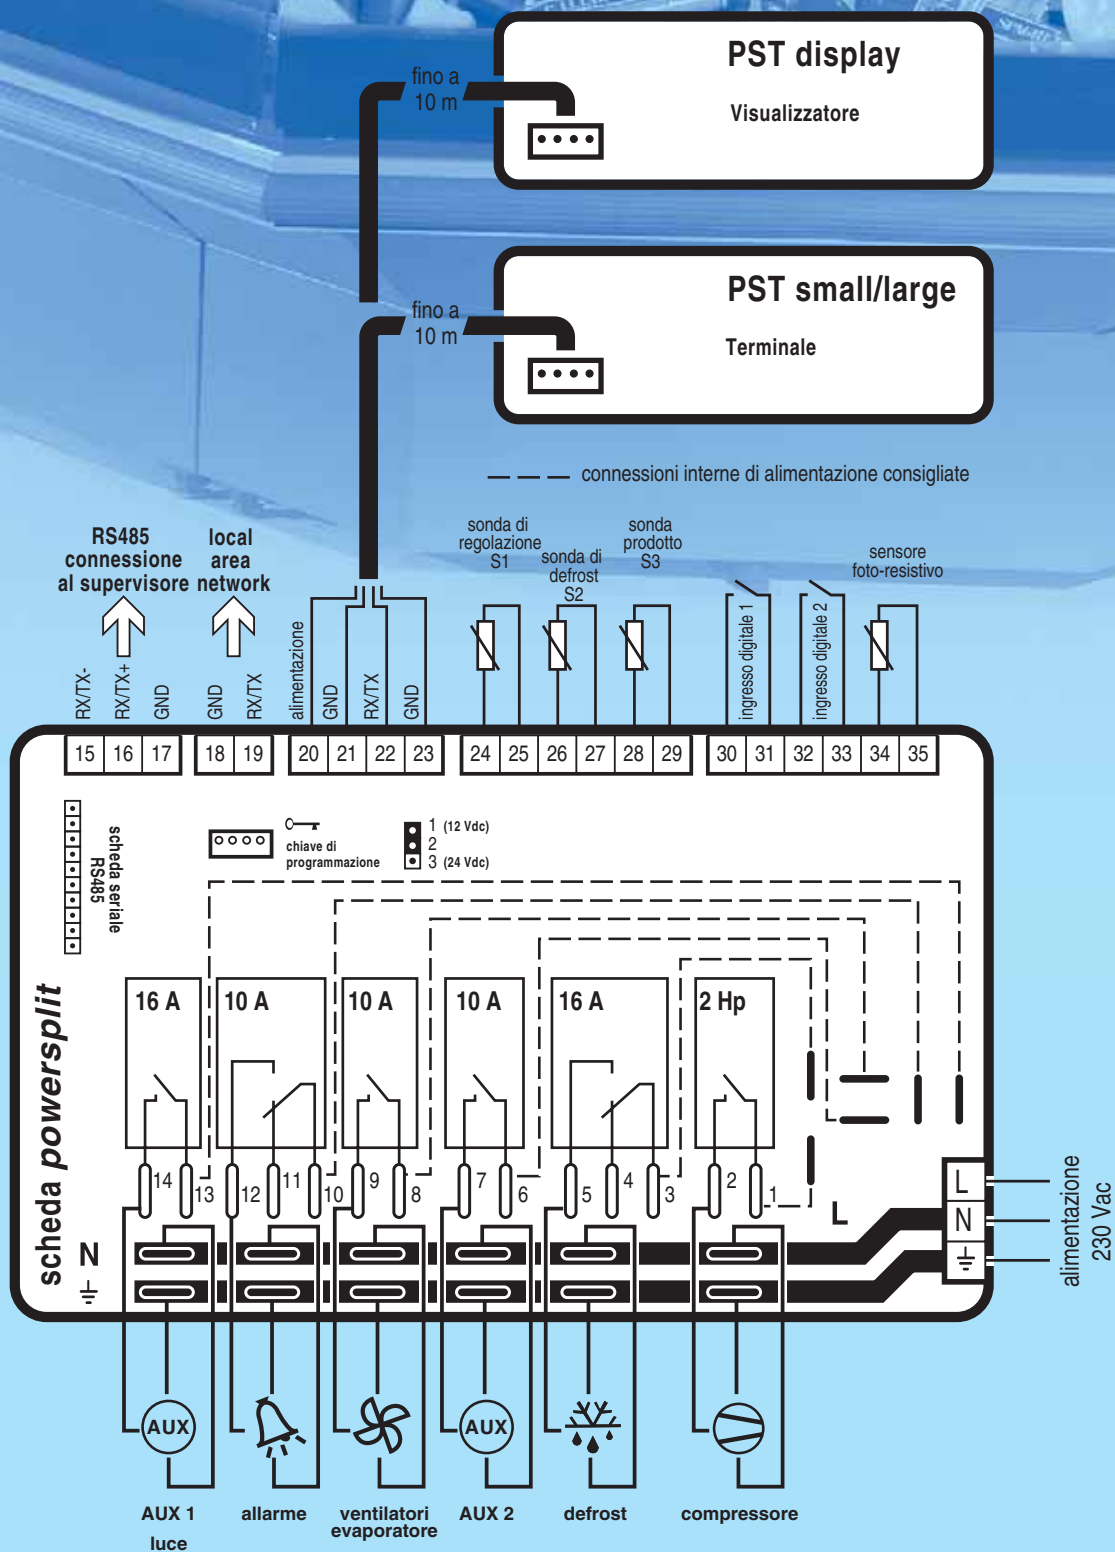 PST display
fino a
10 m
Visualizzatore
PST small/large
fino a
10 m
Terminale
connessioni interne di alimentazione consigliate
RS485
connessione
al supervisore
local
area
network
sonda di
regolazione
S1
sonda di
defrost
S2
sonda
prodotto
S3
sensore
foto-resistivo
RX/TX-
RX/TX+
GND
GND
RX/TX
alimentazione
GND
RX/TX
GND
ingresso digitale 1
ingresso digitale 2
15 16 17 18 19 20 21 22 23 24 25 26 27 28 29 30 31 32 33 34 35
scheda seriale
RS485
chiave di
programmazione
1 (12 Vdc)
2
3 (24 Vdc)
scheda powersplit
16 A 10 A 10 A 10 A 16 A 2 Hp
14 13 12 11 10 9 8 7 6 5 4 3 2 1
L
N
L
N
alimentazione
230 Vac
AUX AUX
AUX 1
luce
allarme
ventilatori
evaporatore
AUX 2
defrost
compressore